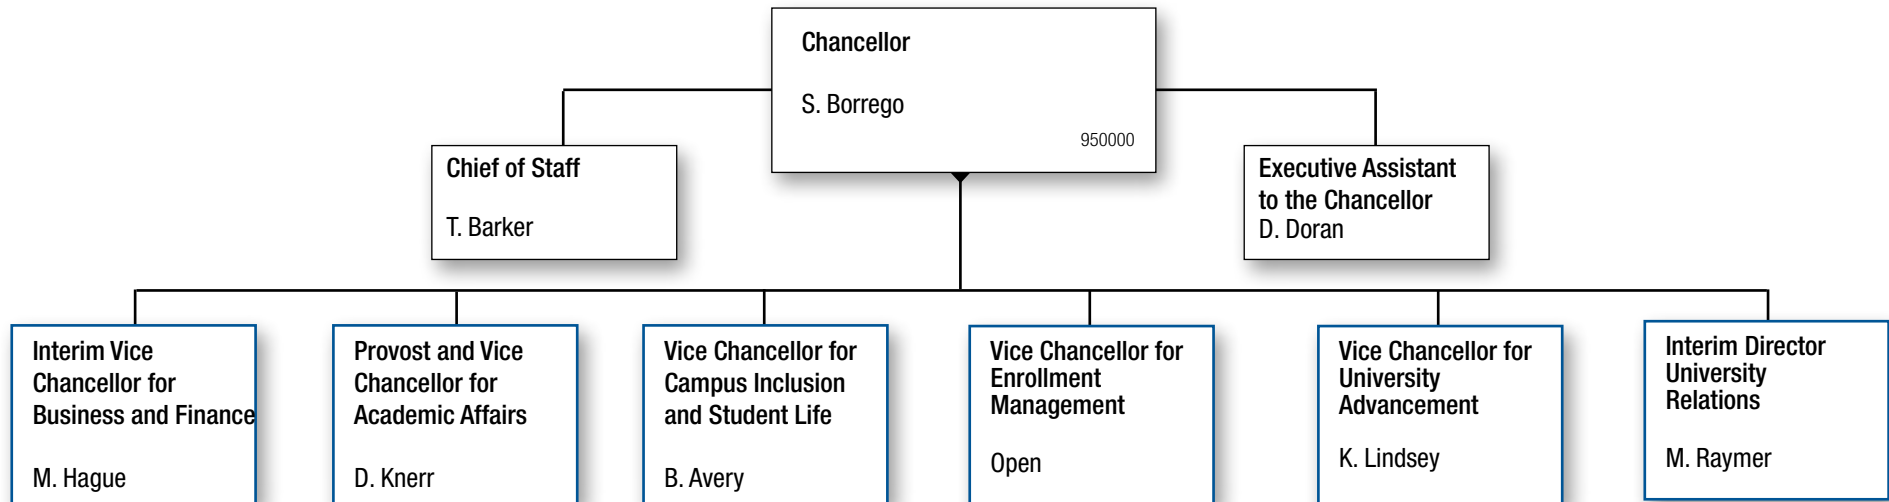 Chancellor
S. Borrego
950000
Chief of Staff
T. Barker
Executive Assistant
to the Chancellor
D. Doran
Interim Vice
Chancellor for
Business and Finance
M. Hague
Provost and Vice
Chancellor for
Academic Affairs
D. Knerr
Vice Chancellor for
Campus Inclusion
and Student Life
B. Avery
Vice Chancellor for
Enrollment
Management
Open
Vice Chancellor for
University
Advancement
K. Lindsey
Interim Director
University
Relations
M. Raymer